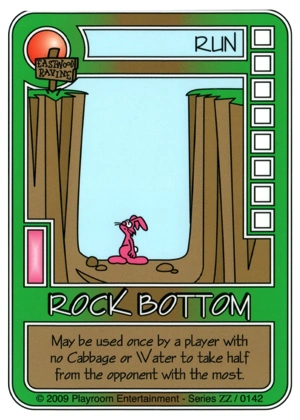 RUN
EASTWOOD
RAVINE
ROCK BOTTOM
May be used once by a player with
no Cabbage or Water to take half
from the opponent with the most.
© 2009 Playroom Entertainment - Series ZZ / 0142